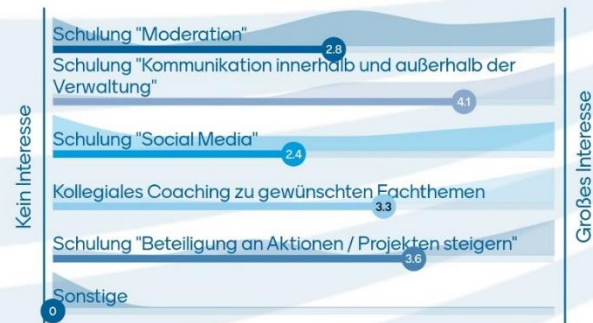 Kein Interesse
Schulung "Moderation"
2.8
Schulung "Kommunikation innerhalb und außerhalb der
Verwaltung"
4.1
Schulung "Social Media"
2.4
Kollegiales Coaching zu gewünschten Fachthemen
3.3
Schulung "Beteiligung an Aktionen / Projekten steigern"
3.6
Sonstige
0
Großes Interesse